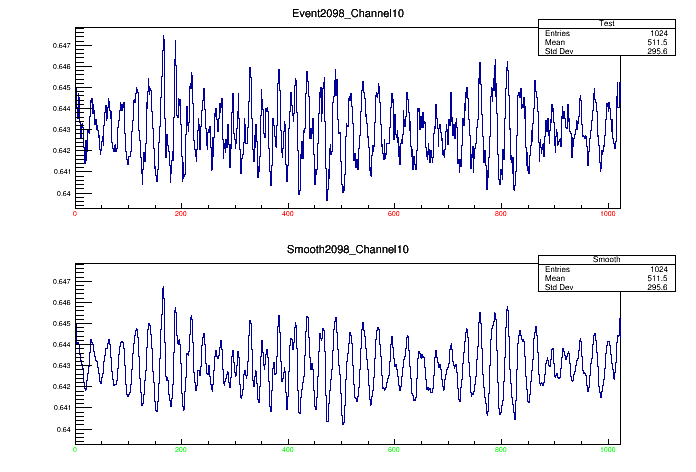 Event2098_Channel10
Test
Entries 1024
Mean 511.5
Std Dev 295.6
0.647
0.646
0.645
0.644
0.643
0.642
0.641
0.64
0 200 400 600 800 1000
Smooth2098_Channel10
Smooth
Entries 1024
Mean 511.5
Std Dev 295.6
0.647
0.646
0.645
0.644
0.643
0.642
0.641
0.64
0 200 400 600 800 1000